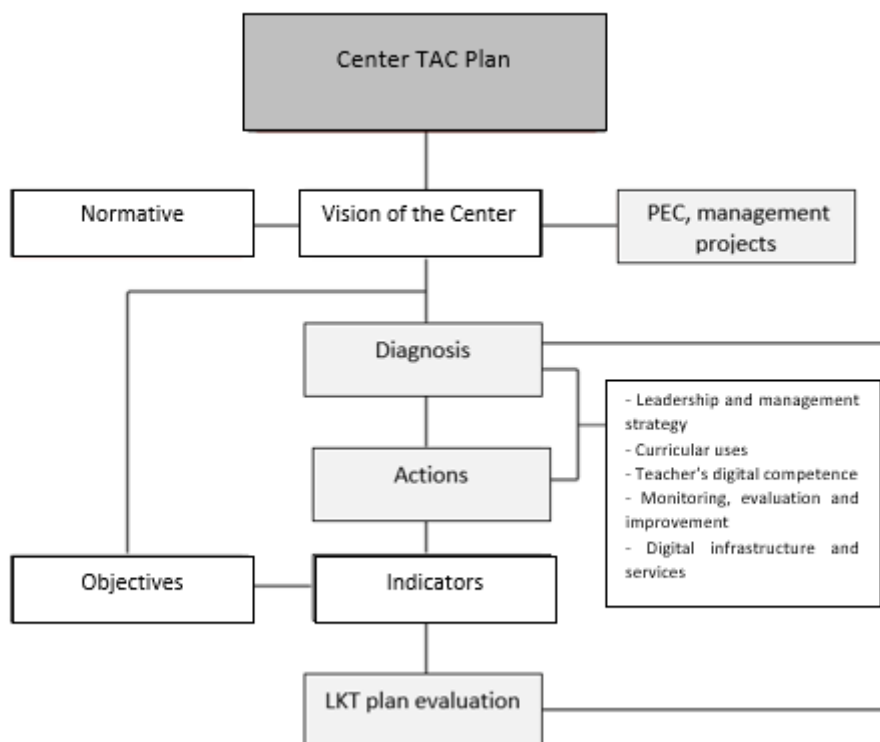 Center TAC Plan
Normative
Vision of the Center
PEC, management
projects
Diagnosis
- Leadership and management
strategy
- Curricular uses
- Teacher's digital competence
- Monitoring, evaluation and
improvement
- Digital infrastructure and
services
Actions
Objectives
Indicators
LKT plan evaluation